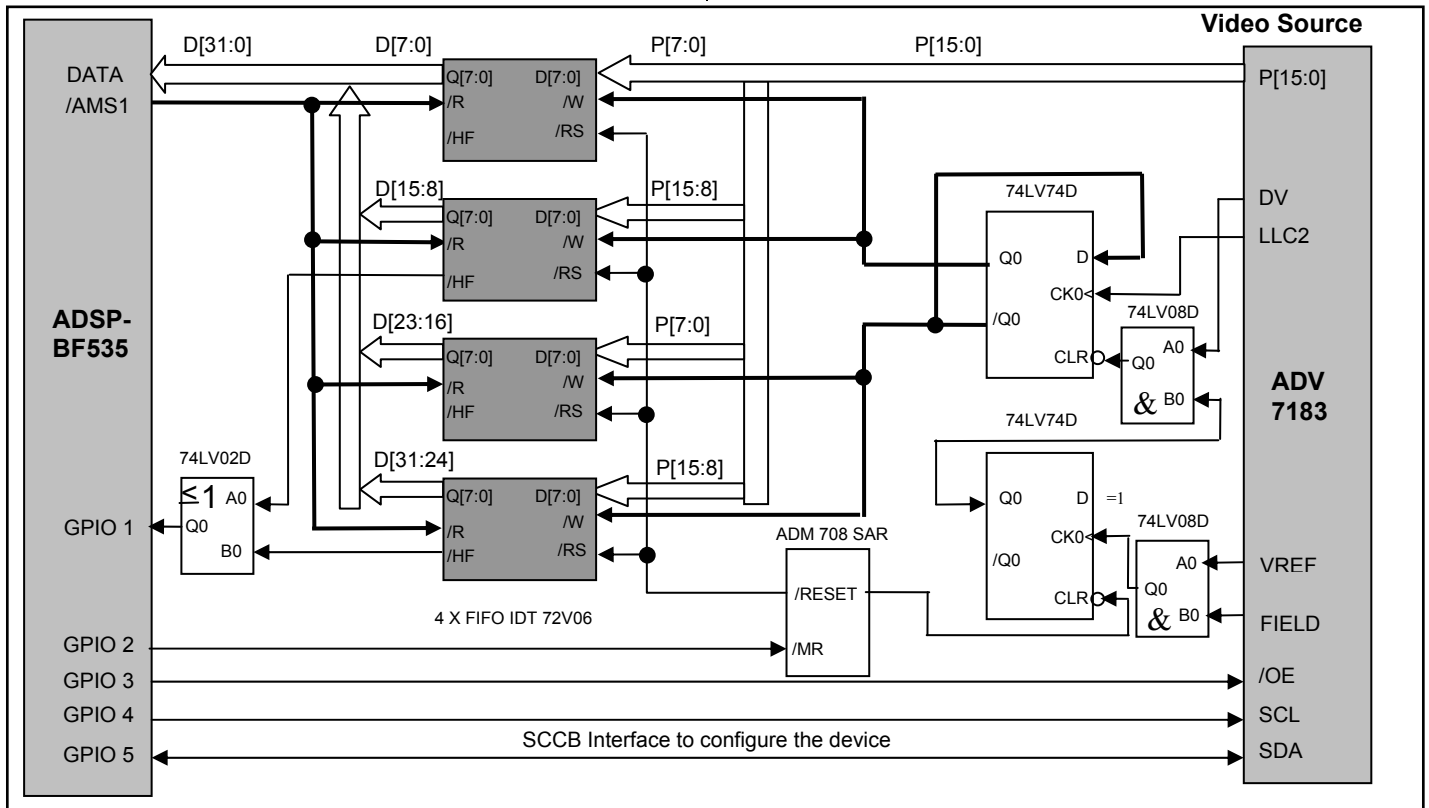 Video Source
D[31:0]
D[7:0]
P[7:0]
P[15:0]
DATA
/AMS1
ADSP-
BF535
GPIO 1
GPIO 2
GPIO 3
GPIO 4
GPIO 5
Q[7:0]
D[7:0]
/R
/W
/HF
/RS
D[15:8]
P[15:8]
Q[7:0]
D[7:0]
/R
/W
/HF
/RS
D[23:16]
P[7:0]
Q[7:0]
D[7:0]
/R
/W
/HF
/RS
D[31:24]
P[15:8]
Q[7:0]
D[7:0]
/R
/W
/HF
/RS
4 X FIFO IDT 72V06
74LV02D
≤1
A0
Q0
B0
ADM 708 SAR
/RESET
/MR
74LV74D
Q0
D
CK0<
/Q0
CLR
74LV08D
A0
Q0
& B0
74LV74D
Q0
D
=1
CK0<
/Q0
CLR
74LV08D
A0
Q0
& B0
P[15:0]
DV
LLC2
ADV
7183
VREF
FIELD
/OE
SCL
SDA
SCCB Interface to configure the device